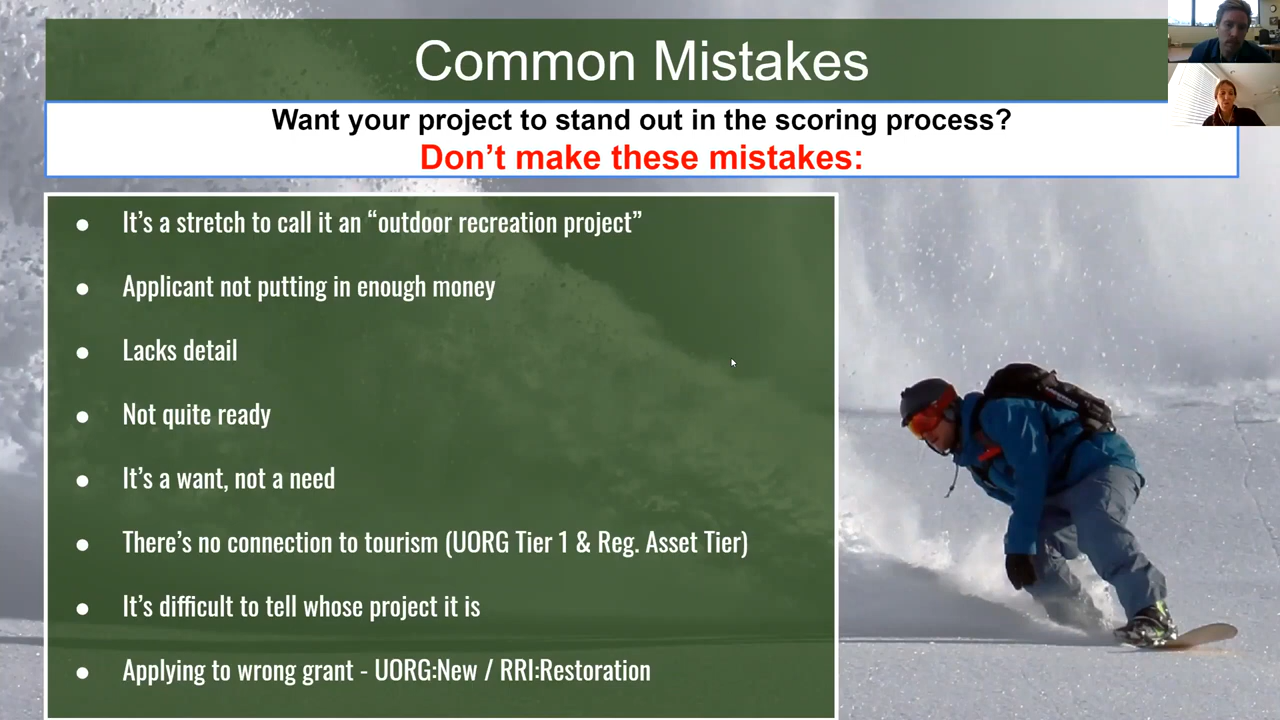 Common Mistakes
Want your project to stand out in the scoring process?
Don’t make these mistakes:
● It’s a stretch to call it an “outdoor recreation project”
● Applicant not putting in enough money
● Lacks detail
● Not quite ready
● It’s a want, not a need
● There’s no connection to tourism (UORG Tier 1 & Reg. Asset Tier)
● It’s difficult to tell whose project it is
● Applying to wrong grant - UORG:New / RRI:Restoration